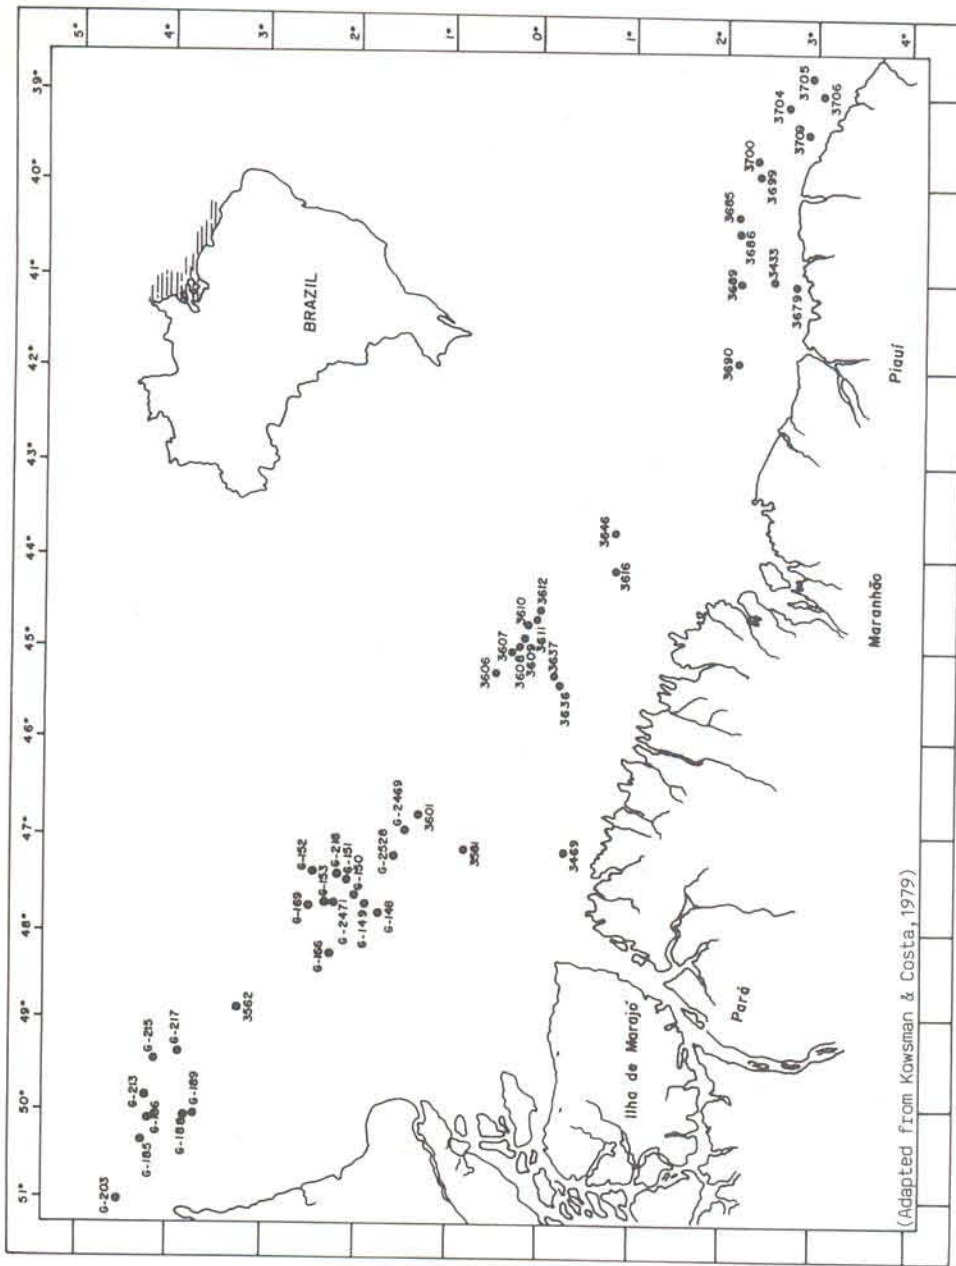 51° 50° 49° 48° 47° 46° 45° 44° 43° 42° 41° 40° 39°
5°
4°
3°
2°
1°
0°
1°
2°
3°
4°
BRAZIL
G-203
G-185
G-186
G-213
G-188
G-189
G-215
G-217
3562
G-166
G-169
G-152
G-153
G-218
G-151
G-150
G-2471
G-149
G-148
G-2528
G-2469
3601
3581
3469
3606
3607
3608
3609
3610
3611
3612
3637
3636
3616
3646
3690
3689
3433
3679
3686
3685
3699
3700
3709
3704
3705
3706
Ilha de Marajó
Pará
Maranhão
Piauí
(Adapted from Kowsman & Costa,1979)